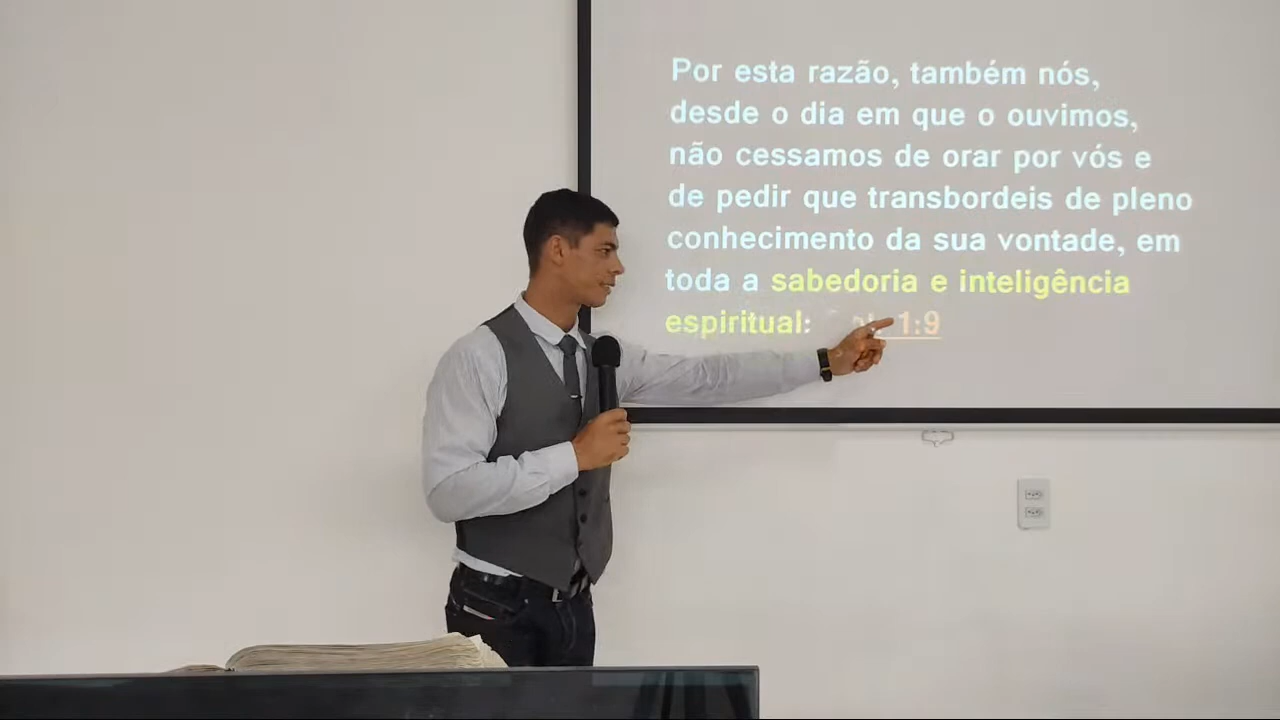 Por esta razão, também nós,
desde o dia em que o ouvimos,
não cessamos de orar por vós e
de pedir que transbordeis de pleno
conhecimento da sua vontade, em
toda a sabedoria e inteligência
espiritual: 1:9